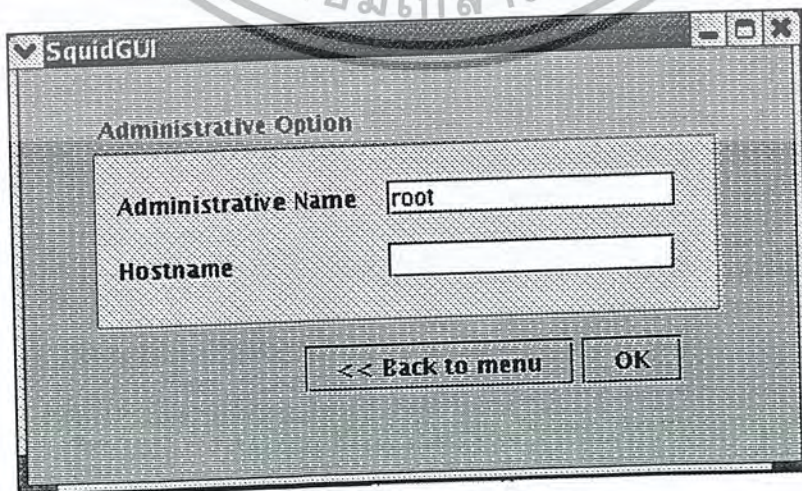 SquidGUI
Administrative Option
Administrative Name root
Hostname
<< Back to menu OK